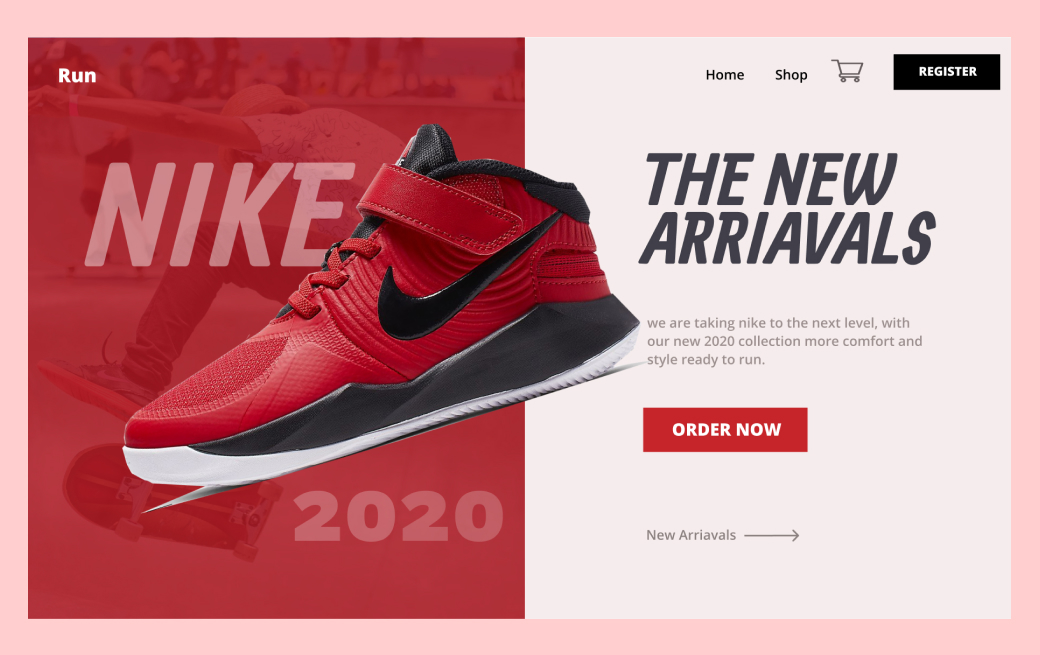 Run
Home
Shop
REGISTER
NIKE
2020
THE NEW
ARRIAVALS
we are taking nike to the next level, with
our new 2020 collection more comfort and
style ready to run.
ORDER NOW
New Arriavals